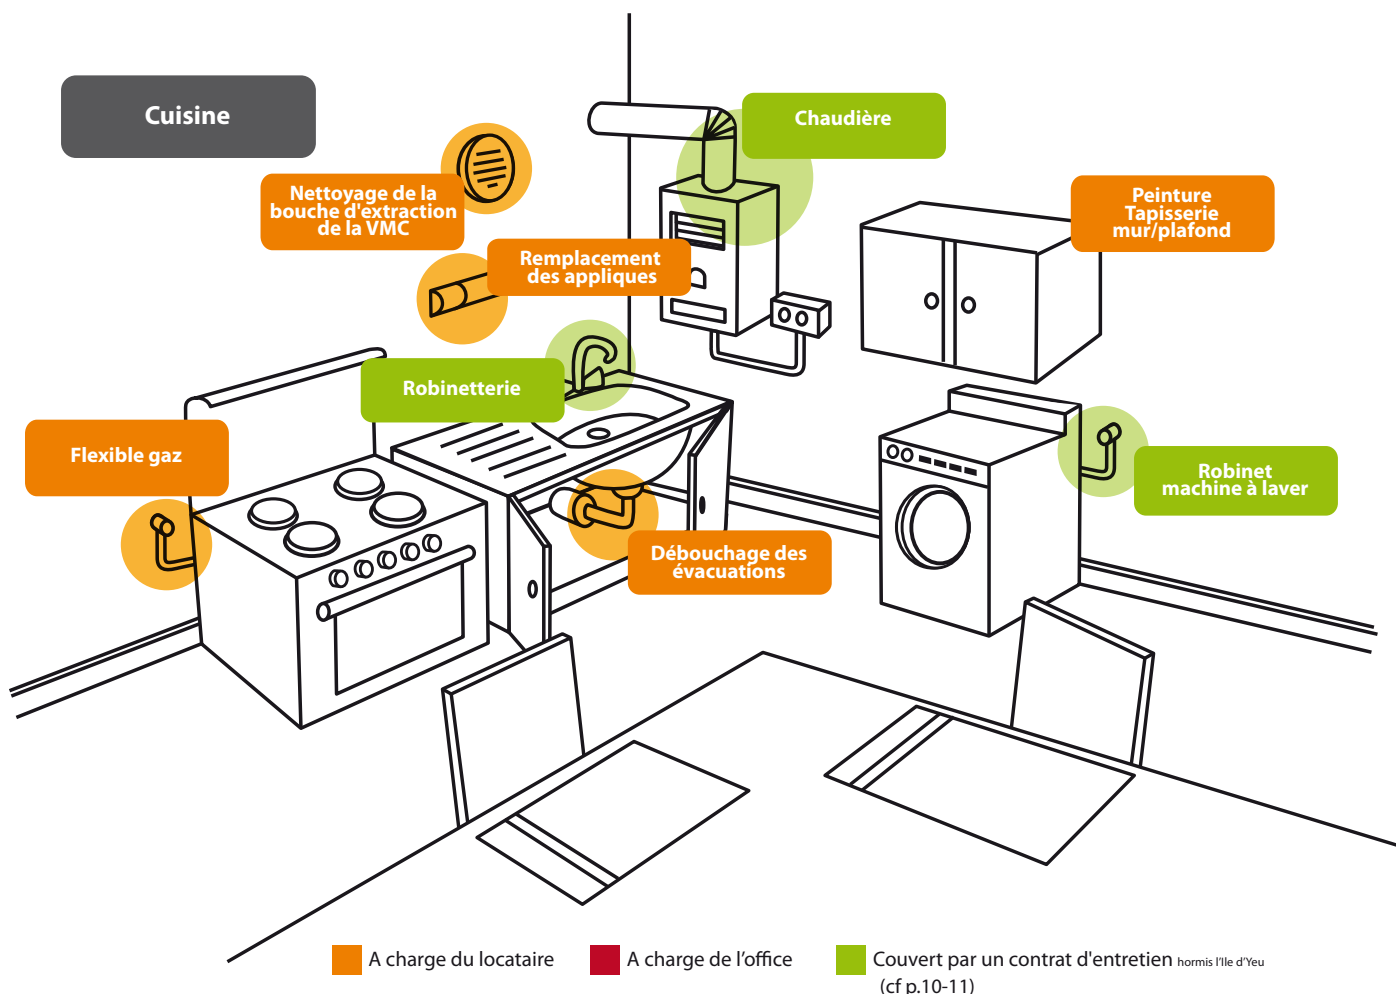 Cuisine
Chaudière
Nettoyage de la
bouche d'extraction
de la VMC
Peinture
Tapisserie
mur/plafond
Remplacement
des appliques
Robinetterie
Flexible gaz
Robinet
machine à laver
Débouchage des
évacuations
A charge du locataire
A charge de l’office
Couvert par un contrat d'entretien hormis l’Ile d’Yeu
(cf p.10-11)